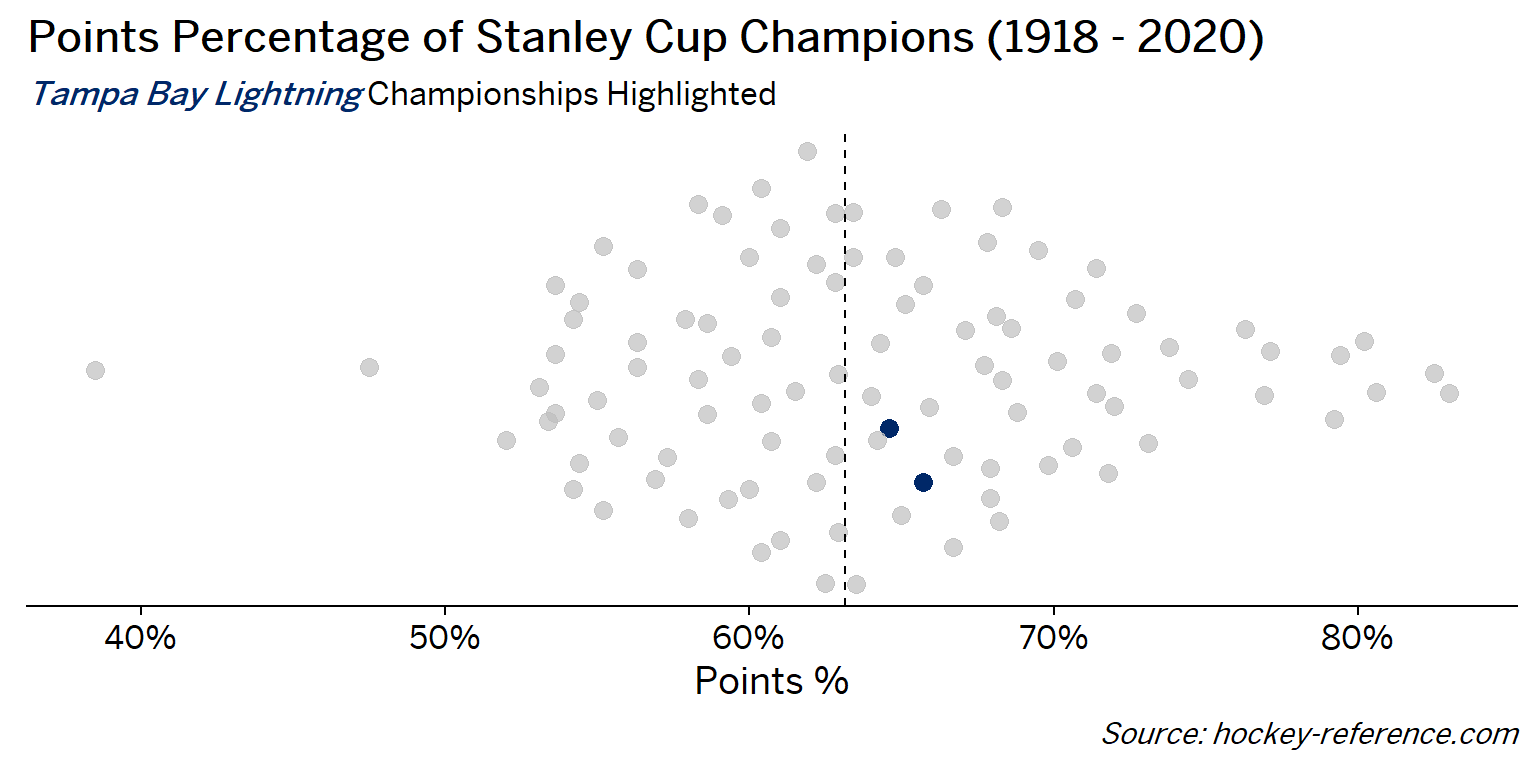 Points Percentage of Stanley Cup Champions (1918 - 2020)
Tampa Bay Lightning Championships Highlighted
40% 50% 60% 70% 80%
Points %
Source: hockey-reference.com